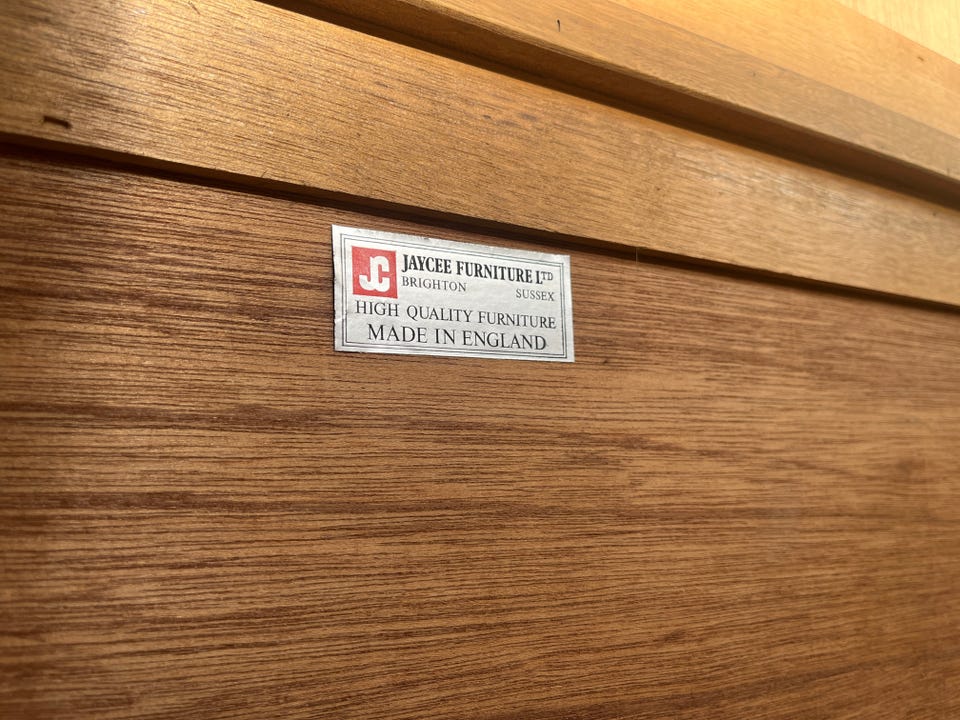 JC
JAYCEE FURNITURE LTD
BRIGHTON SUSSEX
HIGH QUALITY FURNITURE
MADE IN ENGLAND